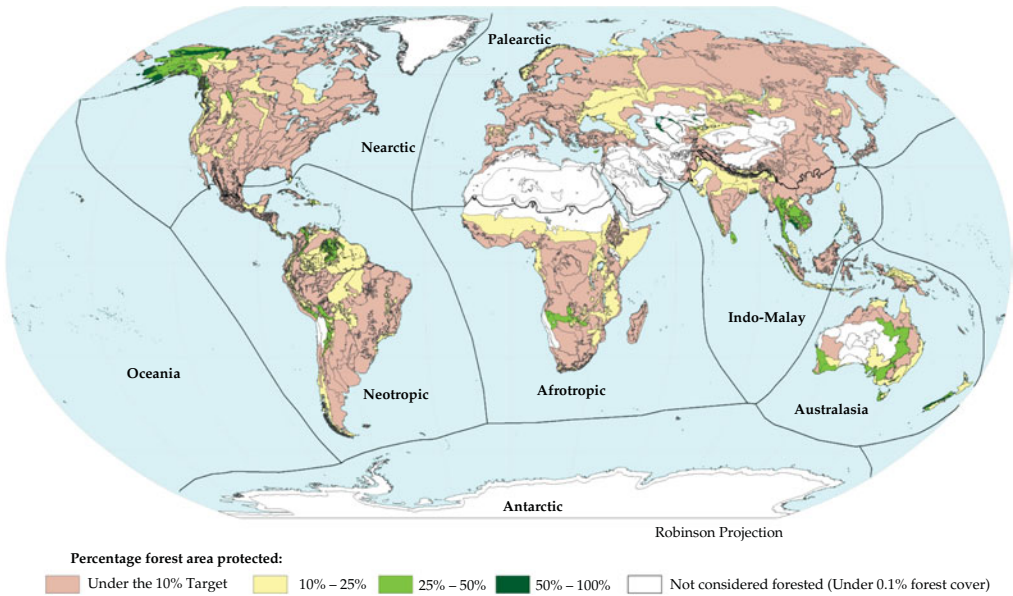 Palearctic
Nearctic
Indo-Malay
Oceania
Neotropic
Afrotropic
Australasia
Antarctic
Robinson Projection
Percentage forest area protected:
Under the 10% Target 10% – 25% 25% – 50% 50% – 100% Not considered forested (Under 0.1% forest cover)